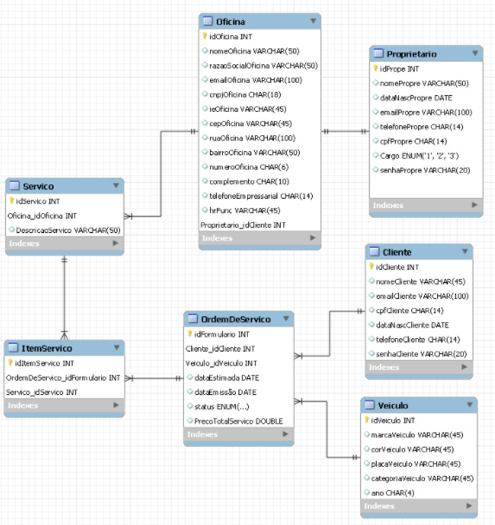 Oficina
idOficina INT
nomeOficina VARCHAR(50)
razaoSocialOficina VARCHAR(50)
emailOficina VARCHAR(100)
cnpjOficina CHAR(18)
ieOficina VARCHAR(45)
cepOficina VARCHAR(45)
ruaOficina VARCHAR(100)
bairroOficina VARCHAR(50)
numeroOficina CHAR(6)
complemento CHAR(10)
telefoneEmpresarial CHAR(14)
hrFunc VARCHAR(45)
Proprietario_idCliente INT
Indexes
Proprietario
idPrope INT
nomePropre VARCHAR(50)
dataNascPropre DATE
emailPropre VARCHAR(100)
telefonePropre CHAR(14)
cpfPropre CHAR(14)
Cargo ENUM('1', '2', '3')
senhaPropre VARCHAR(20)
Indexes
Servico
idServico INT
Oficina_idOficina INT
DescricaoServico VARCHAR(50)
Indexes
Cliente
idCliente INT
nomeCliente VARCHAR(45)
emailCliente VARCHAR(100)
cpfCliente CHAR(14)
dataNascCliente DATE
telefoneCliente CHAR(14)
senhaCliente VARCHAR(20)
Indexes
ItemServico
idItemServico INT
OrdemDeServico_idFormulario INT
Servico_idServico INT
Indexes
OrdemDeServico
idFormulario INT
Cliente_idCliente INT
Veiculo_idVeiculo INT
dataEstimada DATE
dataEmissão DATE
status ENUM(...)
PrecoTotalServico DOUBLE
Indexes
Veiculo
idVeiculo INT
marcaVeiculo VARCHAR(45)
corVeiculo VARCHAR(45)
placaVeiculo VARCHAR(45)
categoriaVeiculo VARCHAR(45)
ano CHAR(4)
Indexes